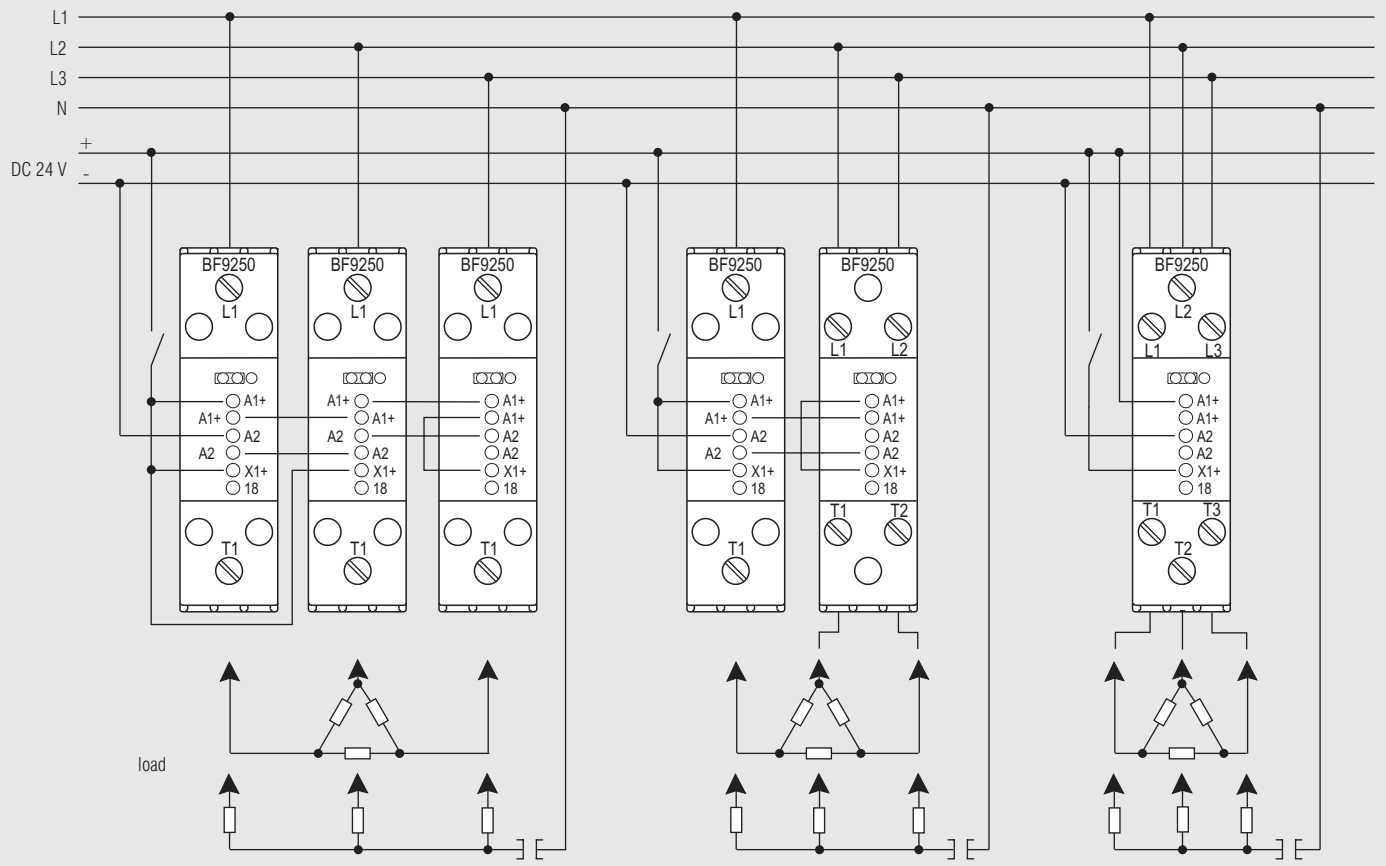 L1
L2
L3
N
+
DC 24 V
-
BF9250 BF9250 BF9250 BF9250 BF9250 BF9250
L1 L1 L1 L1 L2
L1 L2 L1 L3
A1+ A1+ A1+ A1+ A1+ A1+
A1+ A1+ A1+ A1+ A1+
A2 A2 A2 A2 A2 A2
A2 A2 A2 A2 A2
X1+ X1+ X1+ X1+ X1+ X1+
18 18 18 18 18 18
T1 T2 T1 T3
T1 T1 T1 T1 T2
load